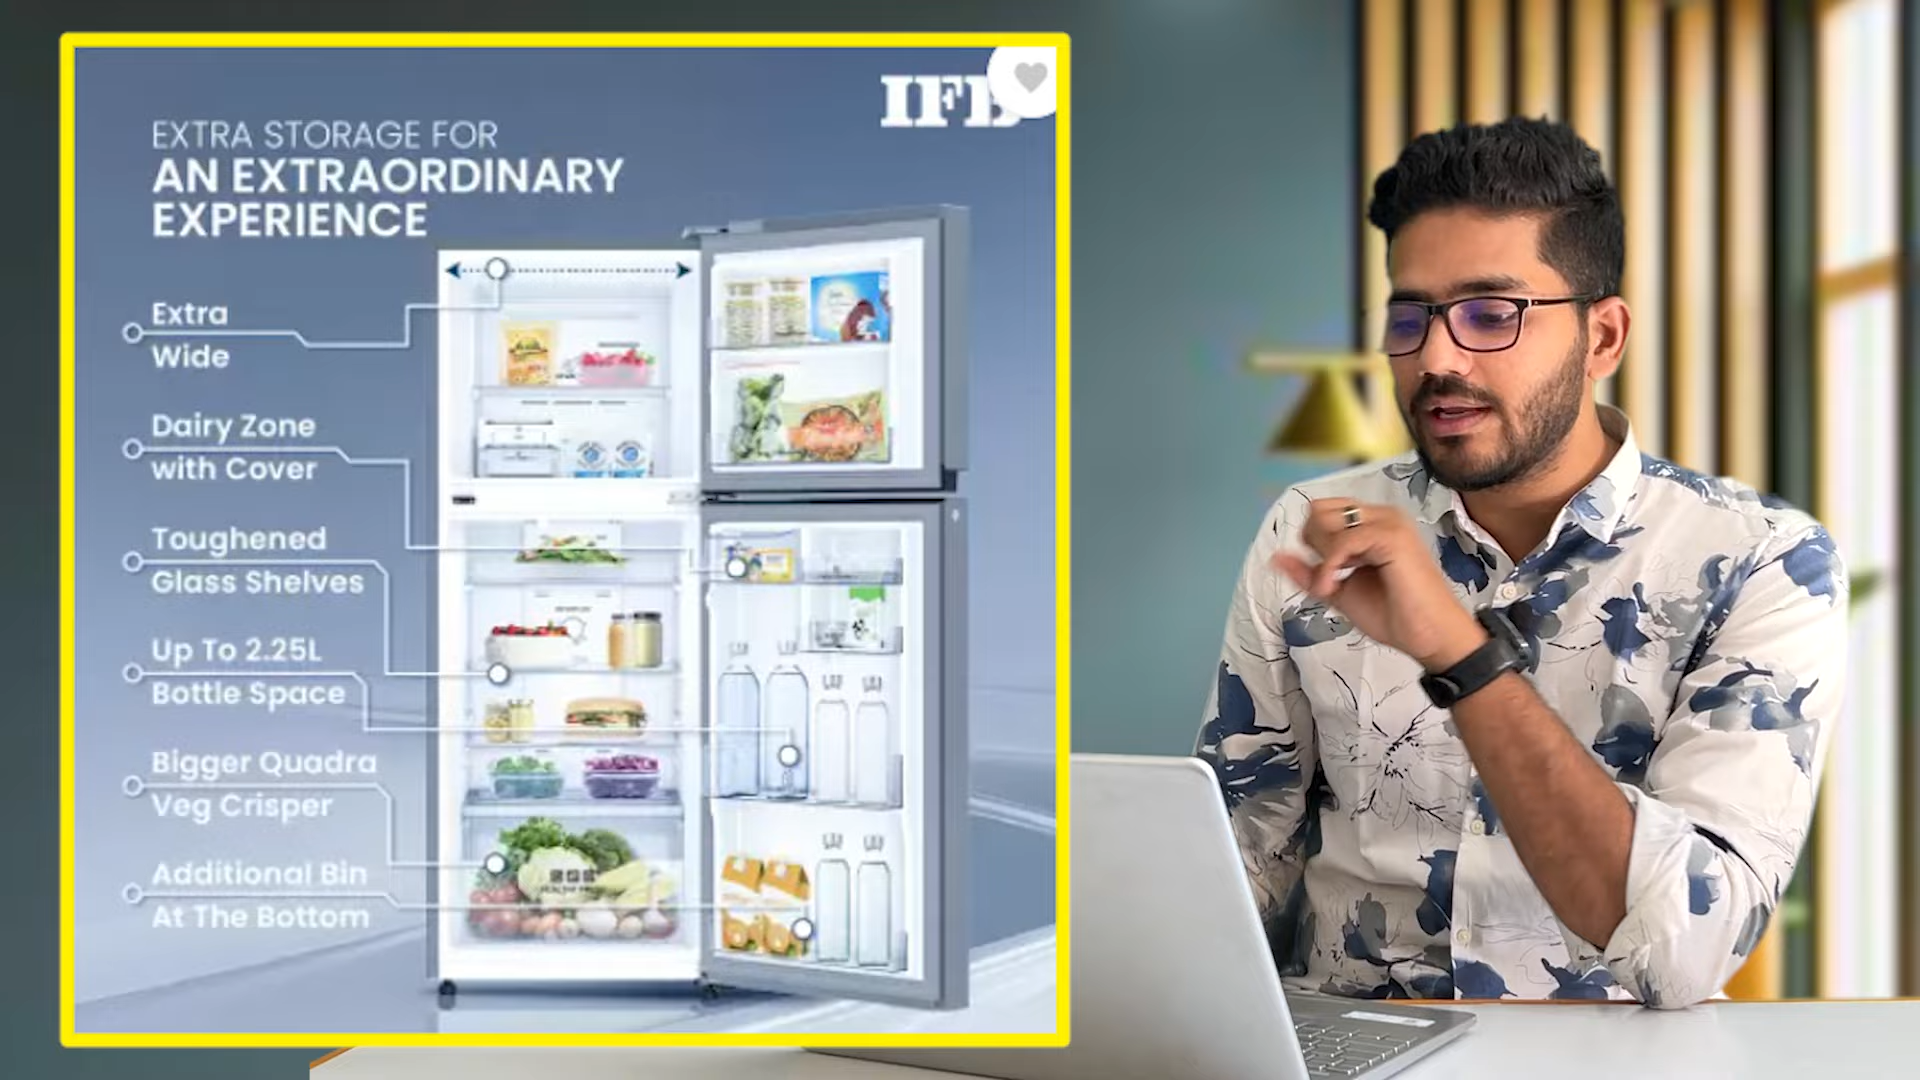 IFB
EXTRA STORAGE FOR
AN EXTRAORDINARY
EXPERIENCE
Extra
Wide
Dairy Zone
with Cover
Toughened
Glass Shelves
Up To 2.25L
Bottle Space
Bigger Quadra
Veg Crisper
Additional Bin
At The Bottom